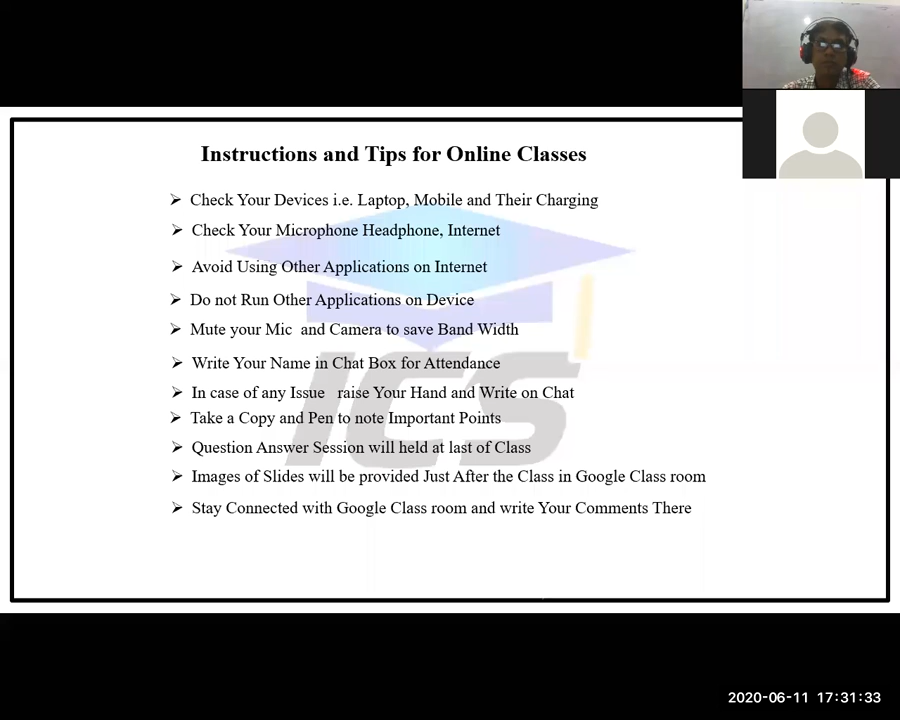 Instructions and Tips for Online Classes
➢ Check Your Devices i.e. Laptop, Mobile and Their Charging
➢ Check Your Microphone Headphone, Internet
➢ Avoid Using Other Applications on Internet
➢ Do not Run Other Applications on Device
➢ Mute your Mic  and Camera to save Band Width
➢ Write Your Name in Chat Box for Attendance
➢ In case of any Issue   raise Your Hand and Write on Chat
➢ Take a Copy and Pen to note Important Points
➢ Question Answer Session will held at last of Class
➢ Images of Slides will be provided Just After the Class in Google Class room
➢ Stay Connected with Google Class room and write Your Comments There
ICS
2020-06-11 17:31:33